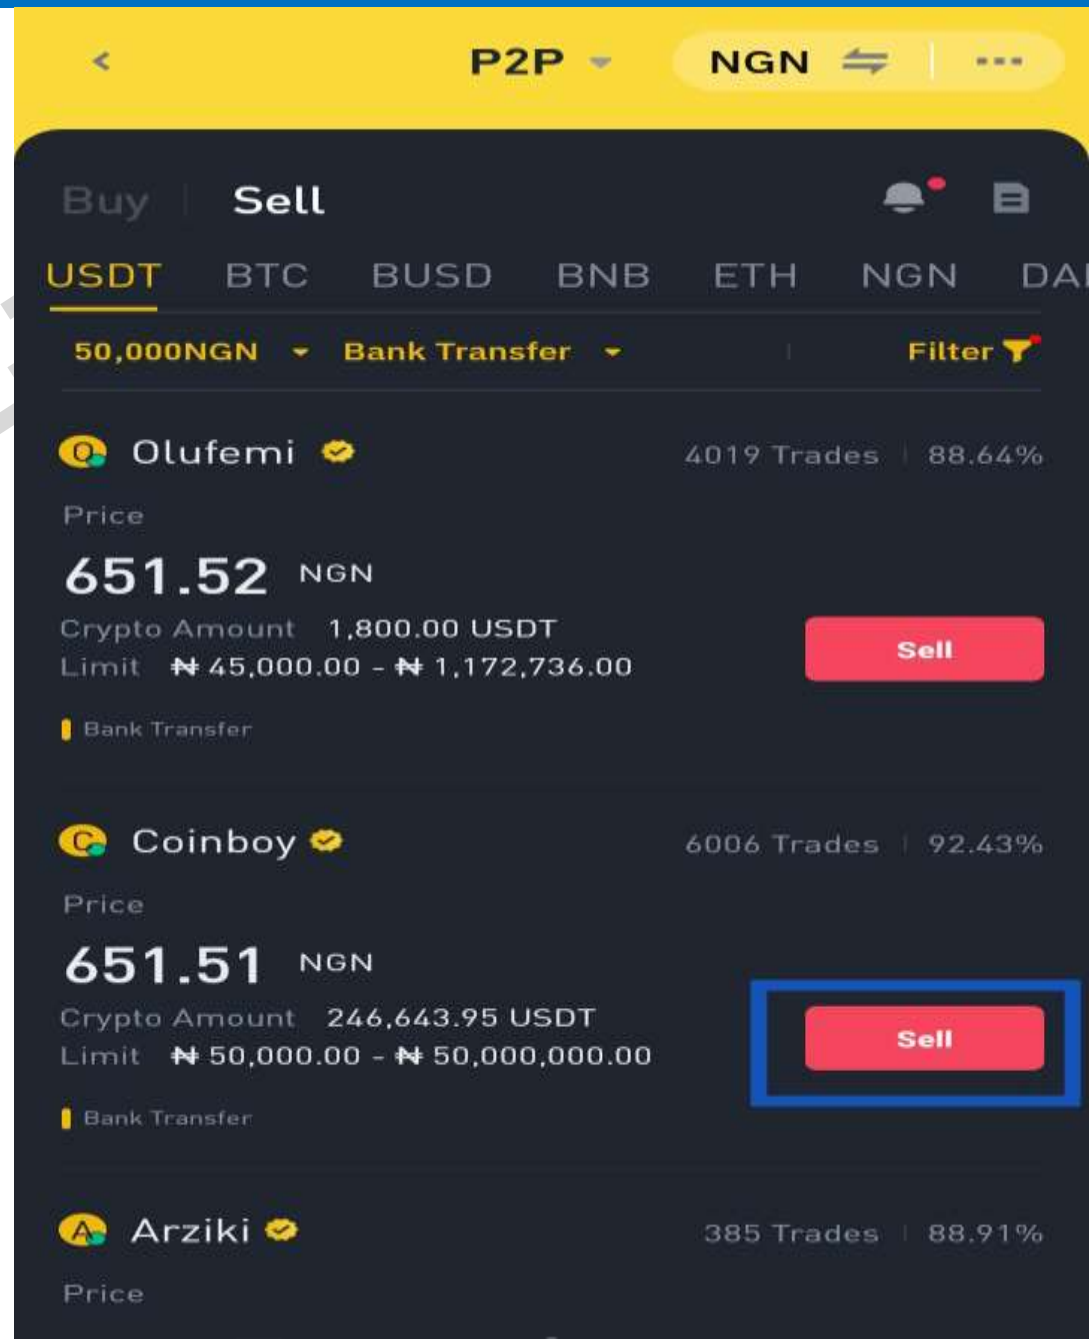 P2P NGN
Buy Sell
USDT BTC BUSD BNB ETH NGN DAI
50,000NGN Bank Transfer Filter
O Olufemi 4019 Trades 88.64%
Price
651.52 NGN
Crypto Amount 1,800.00 USDT
Sell
Limit ₦ 45,000.00 - ₦ 1,172,736.00
Bank Transfer
C Coinboy 6006 Trades 92.43%
Price
651.51 NGN
Crypto Amount 246,643.95 USDT
Sell
Limit ₦ 50,000.00 - ₦ 50,000,000.00
Bank Transfer
A Arziki 385 Trades 88.91%
Price